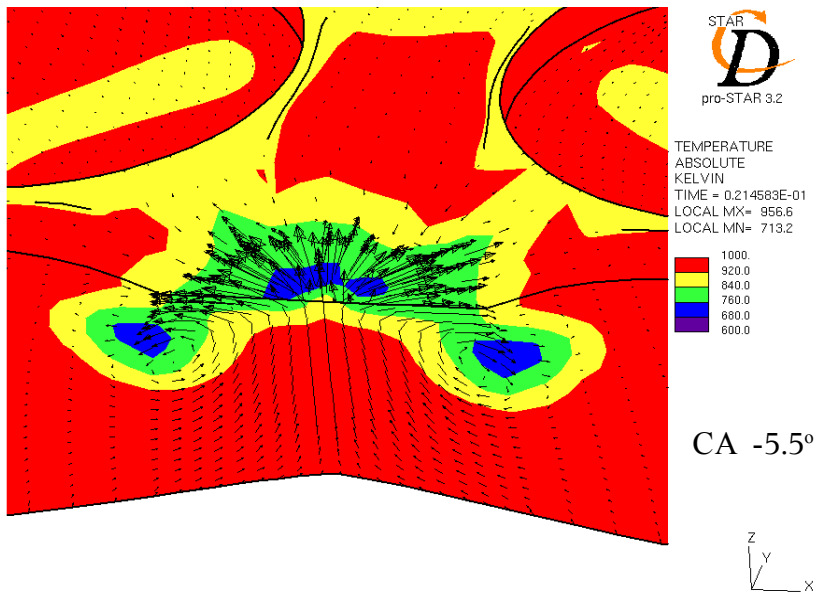 STAR
D
pro-STAR 3.2
TEMPERATURE
ABSOLUTE
KELVIN
TIME = 0.214583E-01
LOCAL MX= 956.6
LOCAL MN= 713.2
1000.
920.0
840.0
760.0
680.0
600.0
CA -5.5º
Z
Y
X